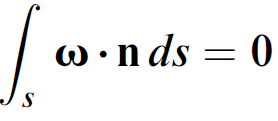 ∫_S ω · n ds = 0